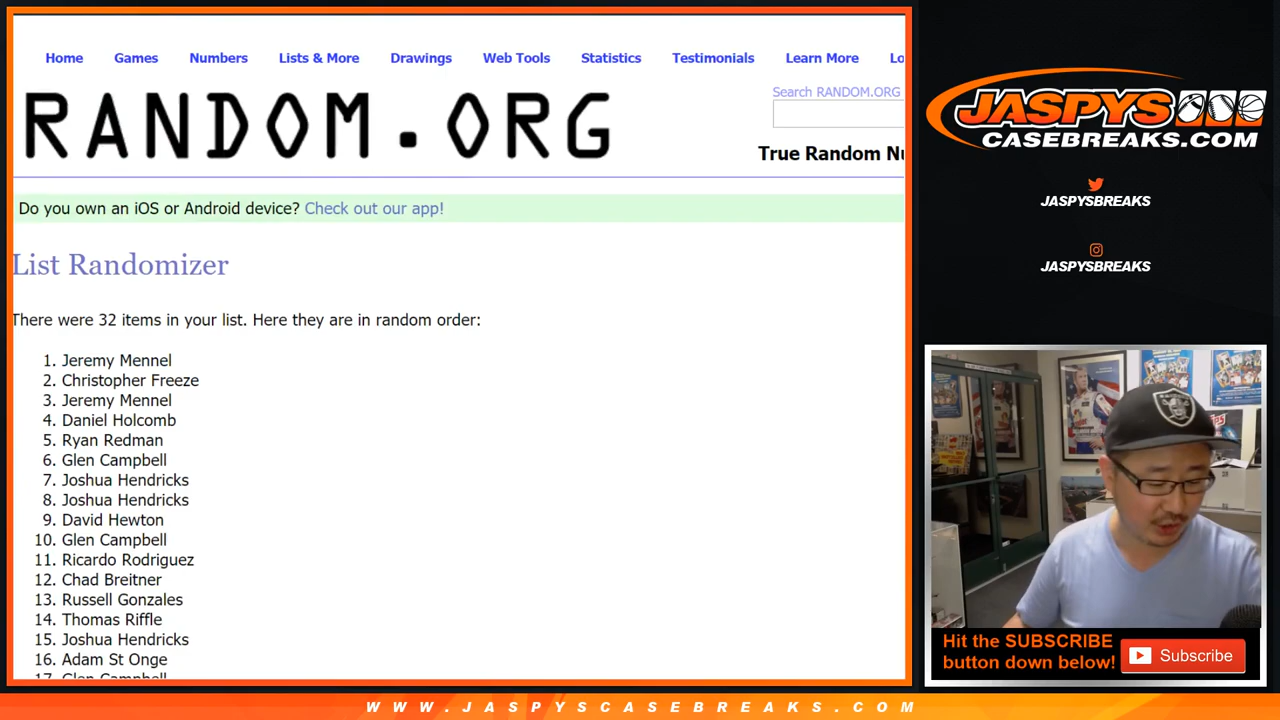 Home Games Numbers Lists & More Drawings Web Tools Statistics Testimonials Learn More Lo
RANDOM.ORG
Search RANDOM.ORG
True Random Nu
Do you own an iOS or Android device? Check out our app!
List Randomizer
There were 32 items in your list. Here they are in random order:
1. Jeremy Mennel
2. Christopher Freeze
3. Jeremy Mennel
4. Daniel Holcomb
5. Ryan Redman
6. Glen Campbell
7. Joshua Hendricks
8. Joshua Hendricks
9. David Hewton
10. Glen Campbell
11. Ricardo Rodriguez
12. Chad Breitner
13. Russell Gonzales
14. Thomas Riffle
15. Joshua Hendricks
16. Adam St Onge
17. Glen Campbell
JASPYS
CASEBREAKS.COM
JASPYSBREAKS
JASPYSBREAKS
RAIDERS
Hit the SUBSCRIBE
button down below!
Subscribe
WWW.JASPYSCASEBREAKS.COM